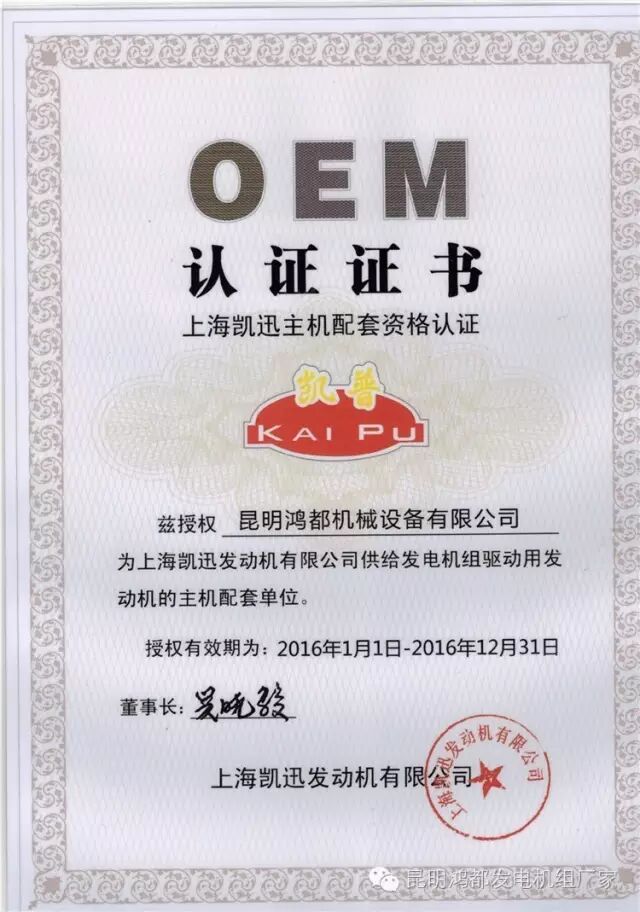 OEM
认证证书
上海凯迅主机配套资格认证
凯普
KAI PU
兹授权 昆明鸿都机械设备有限公司
为上海凯迅发动机有限公司供给发电机组驱动用发
动机的主机配套单位。
授权有效期为：2016年1月1日-2016年12月31日
董事长：吴晓骏
上海凯迅发动机有限公司
上海凯迅发动机有限公司
昆明鸿都发电机组厂家